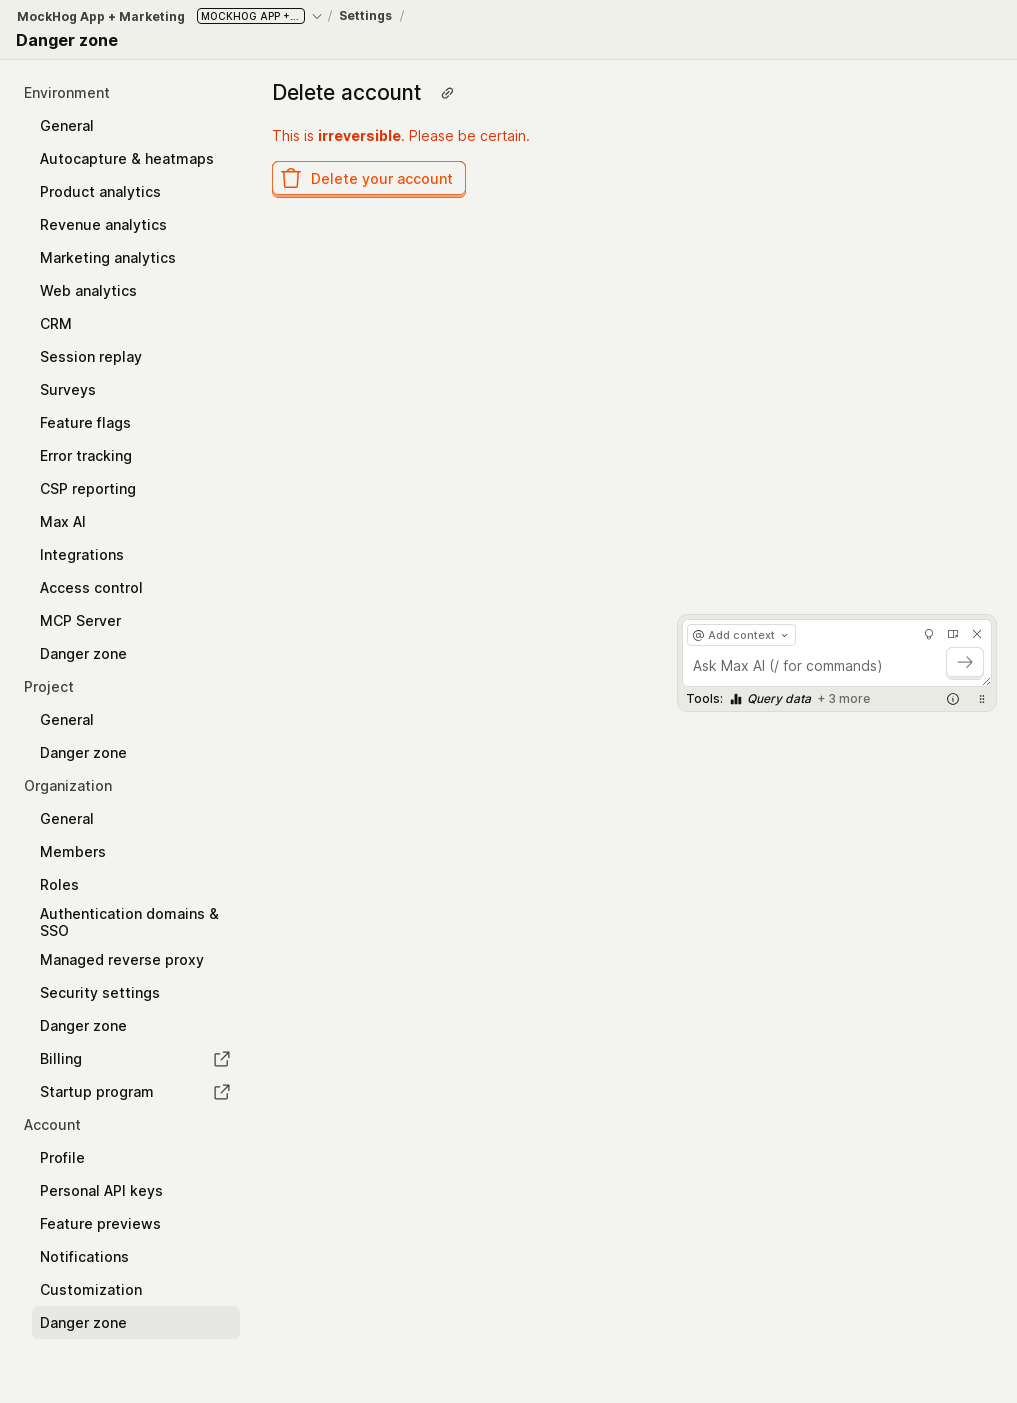 MockHog App + Marketing MOCKHOG APP +... / Settings /
Danger zone
Environment
General
Autocapture & heatmaps
Product analytics
Revenue analytics
Marketing analytics
Web analytics
CRM
Session replay
Surveys
Feature flags
Error tracking
CSP reporting
Max AI
Integrations
Access control
MCP Server
Danger zone
Project
General
Danger zone
Organization
General
Members
Roles
Authentication domains &
SSO
Managed reverse proxy
Security settings
Danger zone
Billing
Startup program
Account
Profile
Personal API keys
Feature previews
Notifications
Customization
Danger zone
Delete account
This is irreversible. Please be certain.
Delete your account
@ Add context
Ask Max AI (/ for commands)
Tools: Query data + 3 more